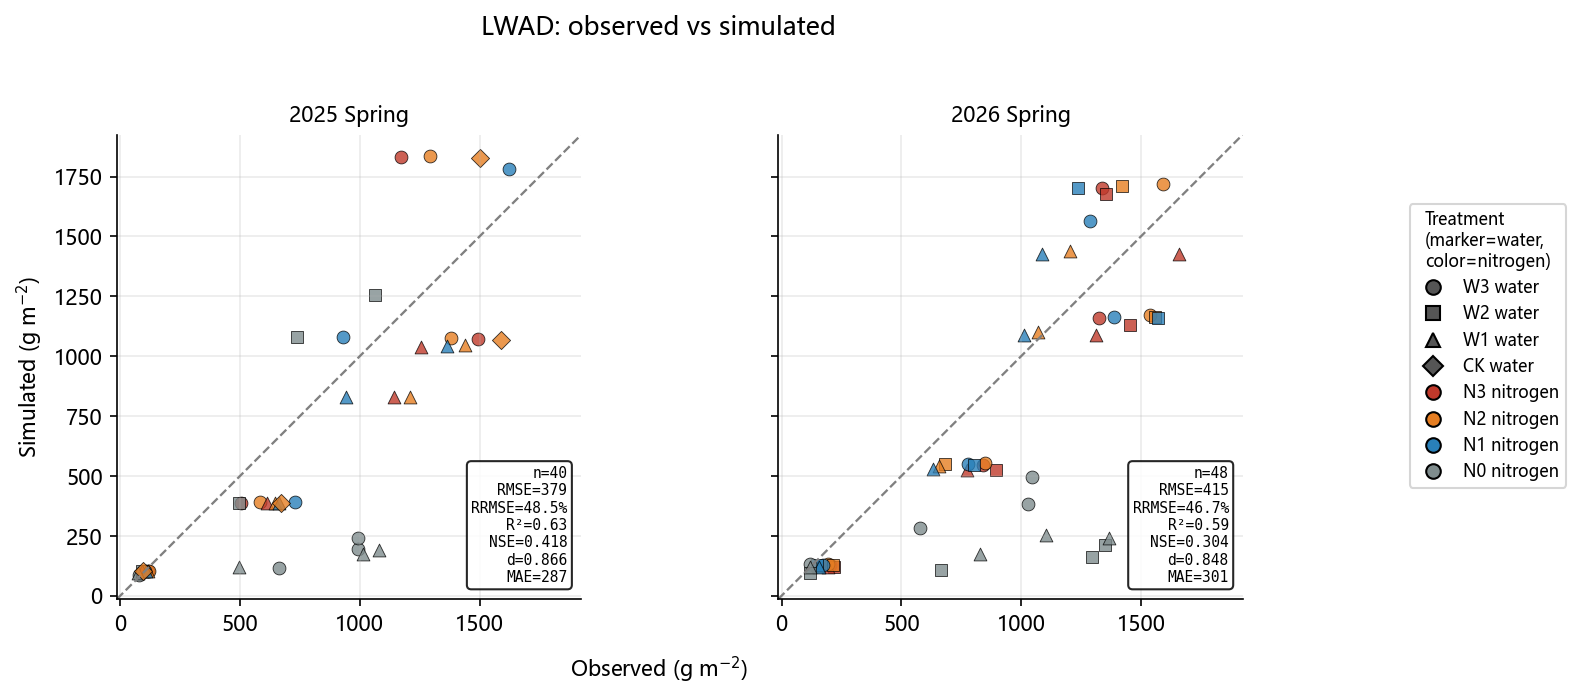 LWAD: observed vs simulated
2025 Spring
2026 Spring
Simulated (g m⁻²)
1750
1500
1250
1000
750
500
250
0
n=40
RMSE=379
RRMSE=48.5%
R²=0.63
NSE=0.418
d=0.866
MAE=287
n=48
RMSE=415
RRMSE=46.7%
R²=0.59
NSE=0.304
d=0.848
MAE=301
0 500 1000 1500
0 500 1000 1500
Observed (g m⁻²)
Treatment
(marker=water,
color=nitrogen)
W3 water
W2 water
W1 water
CK water
N3 nitrogen
N2 nitrogen
N1 nitrogen
N0 nitrogen